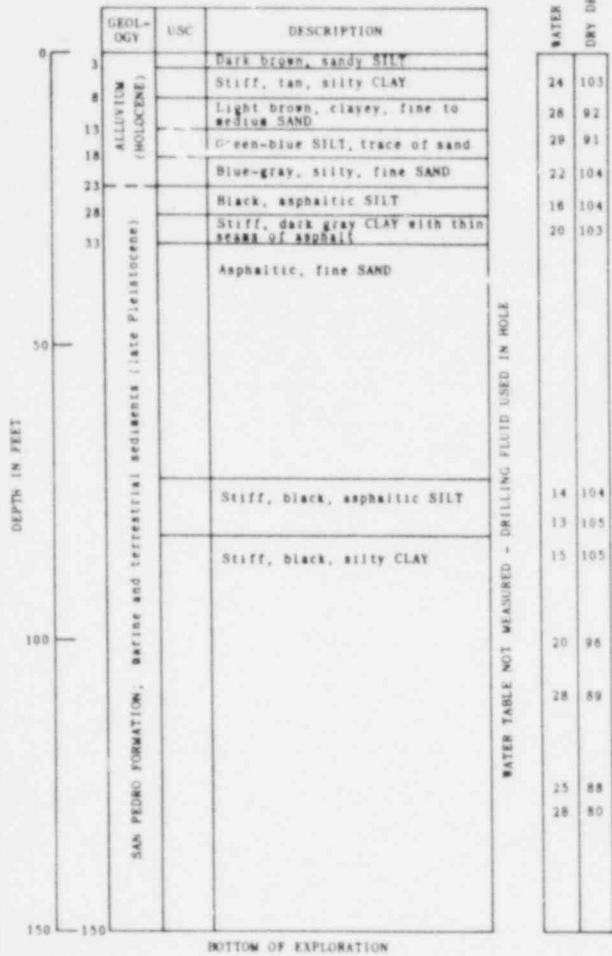 GEOL-
OGY
USC
DESCRIPTION
WATER
DRY DE
0
Dark brown, sandy SILT
3
Stiff, tan, silty CLAY
24 103
8
Light brown, clayey, fine to
medium SAND
28 92
13
Green-blue SILT, trace of sand
29 91
18
Blue-gray, silty, fine SAND
22 104
23
Black, asphaltic SILT
16 104
28
Stiff, dark gray CLAY with thin
seams of asphalt
20 103
33
Asphaltic, fine SAND
ALLUVIUM
(HOLOCENE)
50
DEPTH IN FEET
SAN PEDRO FORMATION; marine and terrestrial sediments (late Pleistocene)
WATER TABLE NOT MEASURED - DRILLING FLUID USED IN HOLE
Stiff, black, asphaltic SILT
14 104
13 105
Stiff, black, silty CLAY
15 105
100
20 96
28 89
25 88
28 80
150
150
BOTTOM OF EXPLORATION